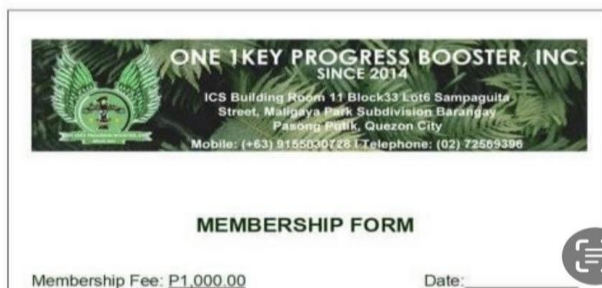 ONE 1KEY PROGRESS BOOSTER, INC.
SINCE 2014
ICS Building Room 11 Block33 Lot6 Sampaguita
Street, Maligaya Park Subdivision Barangay
Pasong Putik, Quezon City
Mobile: (+63) 9155030728 I Telephone: (02) 72569396
MEMBERSHIP FORM
Membership Fee: P1,000.00 Date: